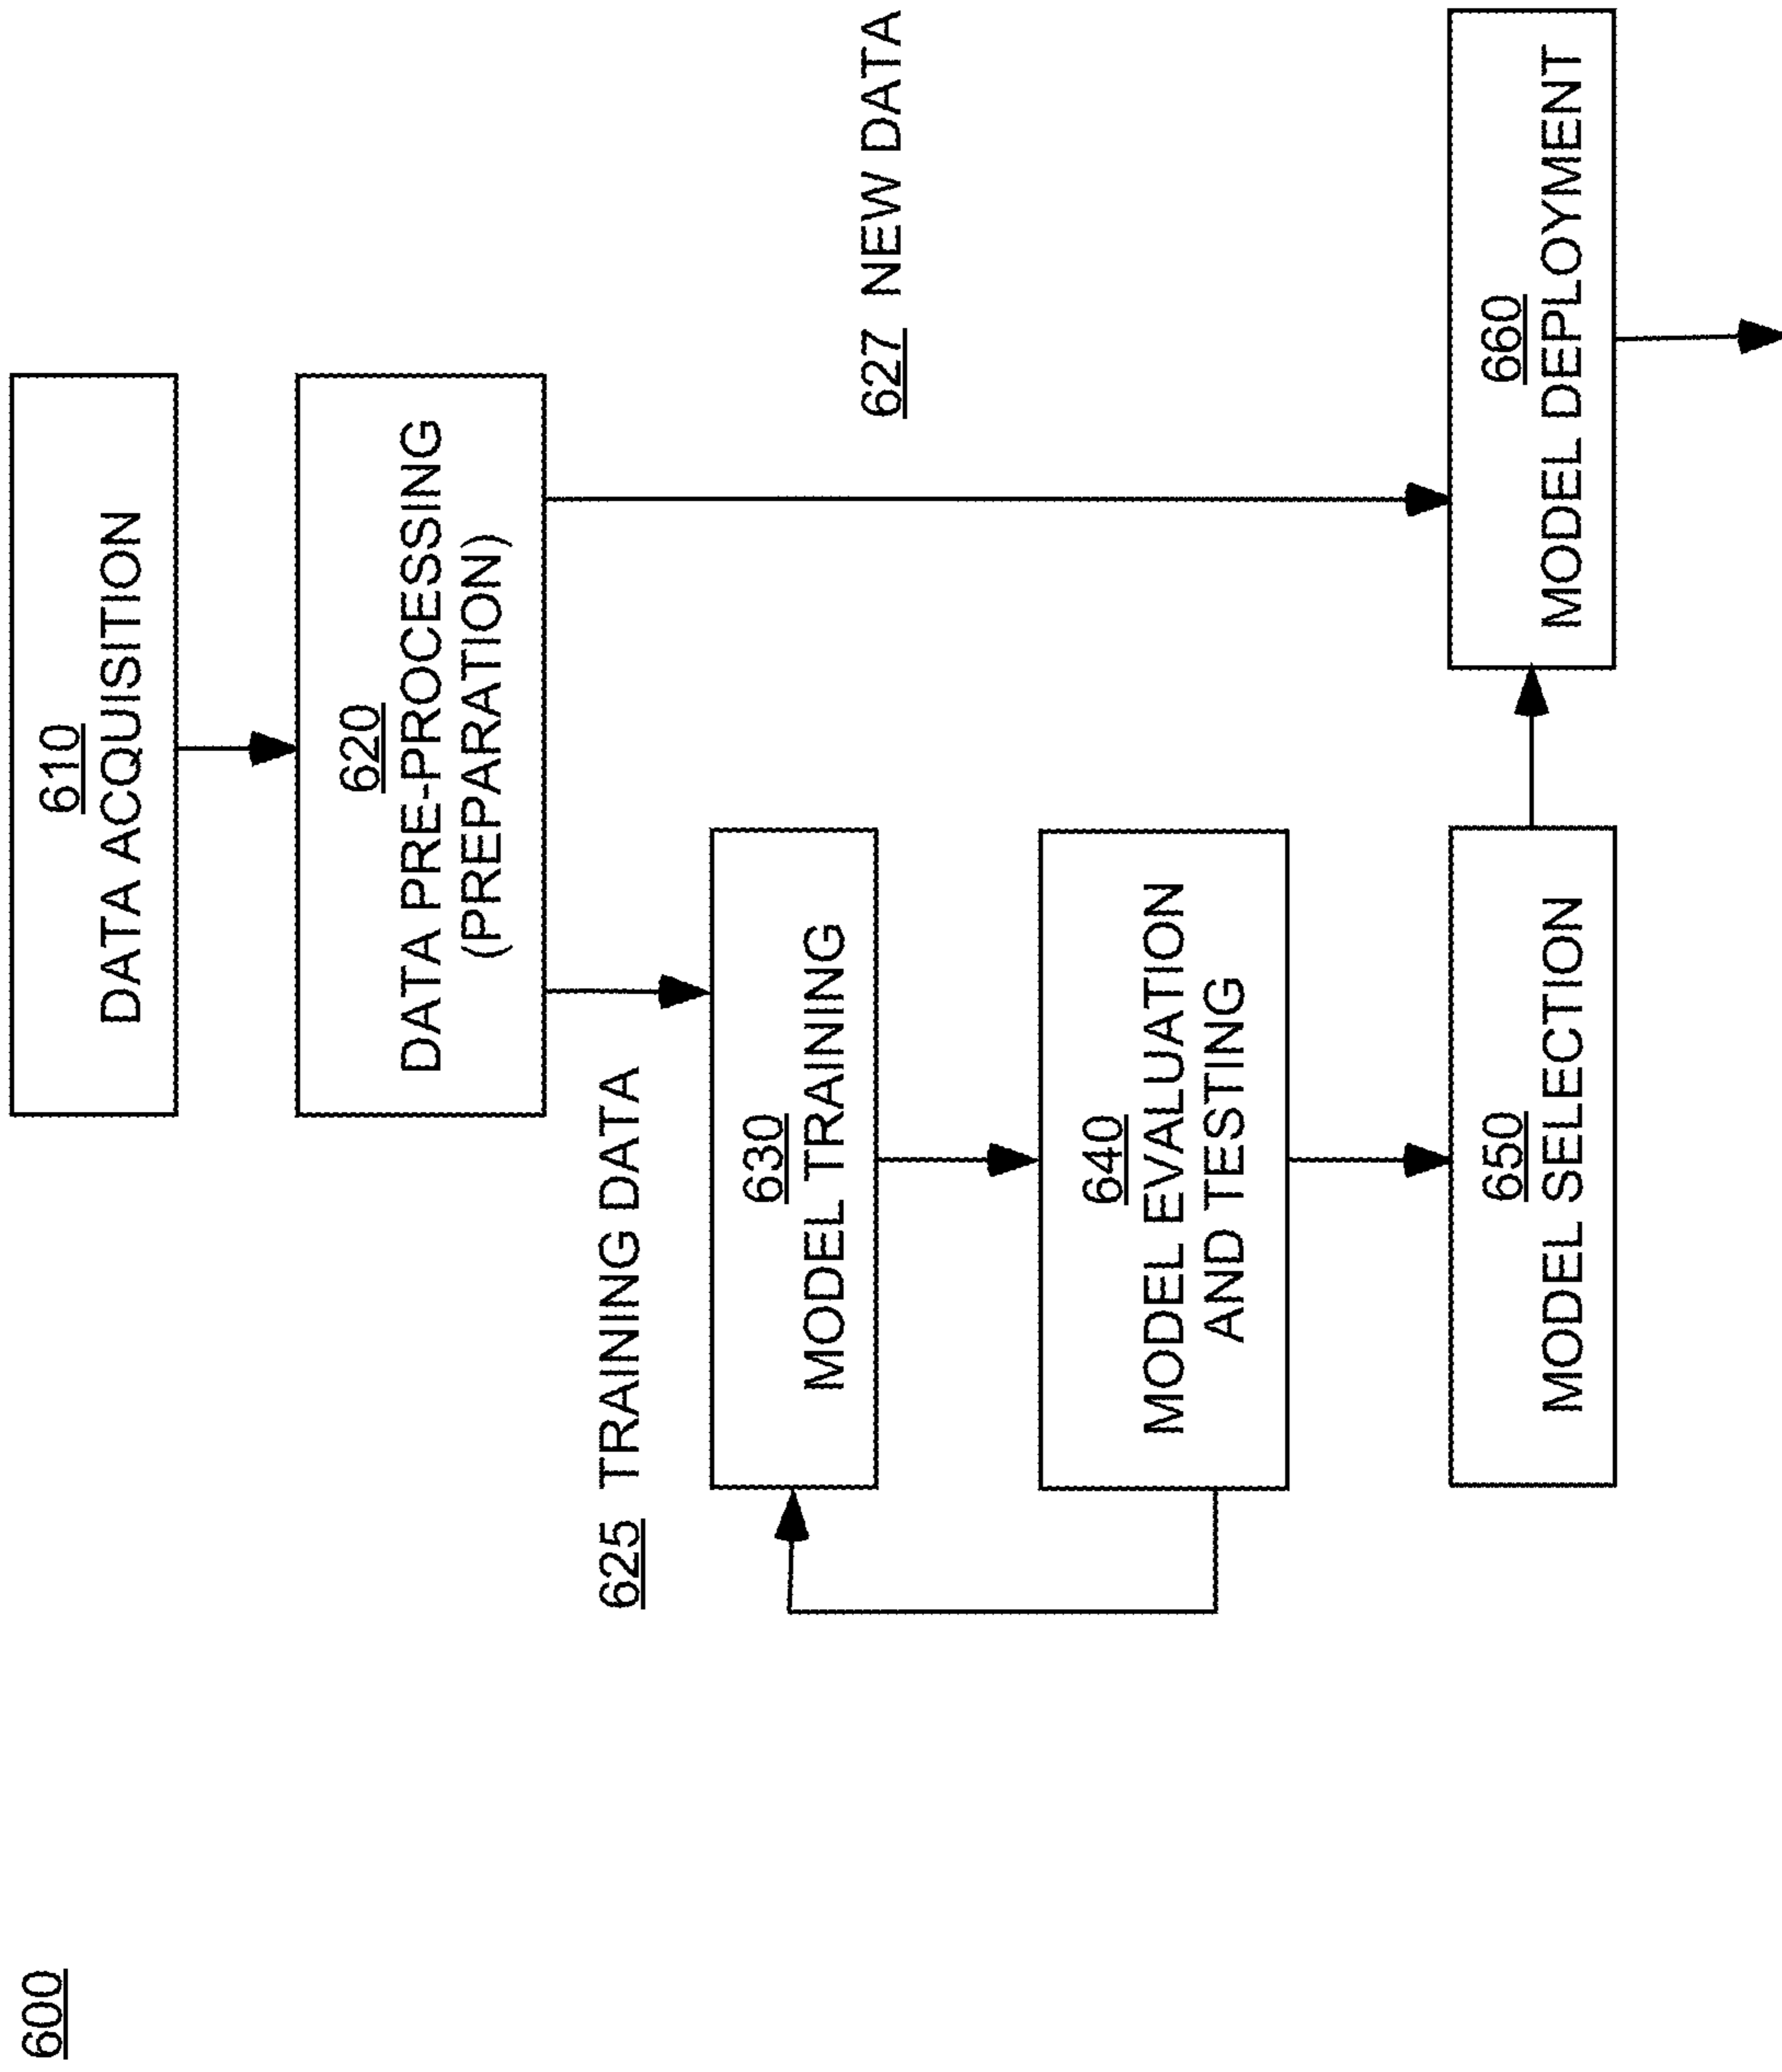 600
610
DATA ACQUISITION
620
DATA PRE-PROCESSING
(PREPARATION)
625 TRAINING DATA
630
MODEL TRAINING
627 NEW DATA
640
MODEL EVALUATION
AND TESTING
650
MODEL SELECTION
660
MODEL DEPLOYMENT